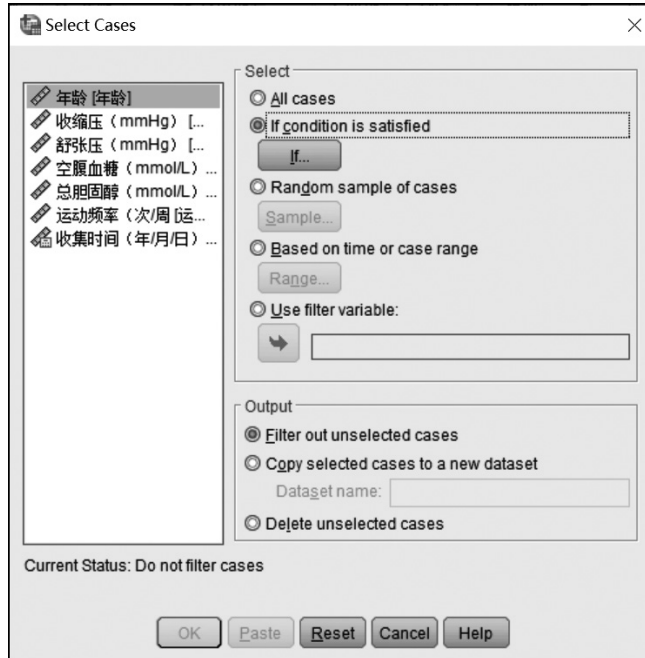 Select Cases
年龄 [年龄]
收缩压（mmHg）[...
舒张压（mmHg）[...
空腹血糖（mmol/L）...
总胆固醇（mmol/L）...
运动频率（次/周 [运...
收集时间（年/月/日）...
Select
All cases
If condition is satisfied
If...
Random sample of cases
Sample...
Based on time or case range
Range...
Use filter variable:
Output
Filter out unselected cases
Copy selected cases to a new dataset
Dataset name:
Delete unselected cases
Current Status: Do not filter cases
OK Paste Reset Cancel Help